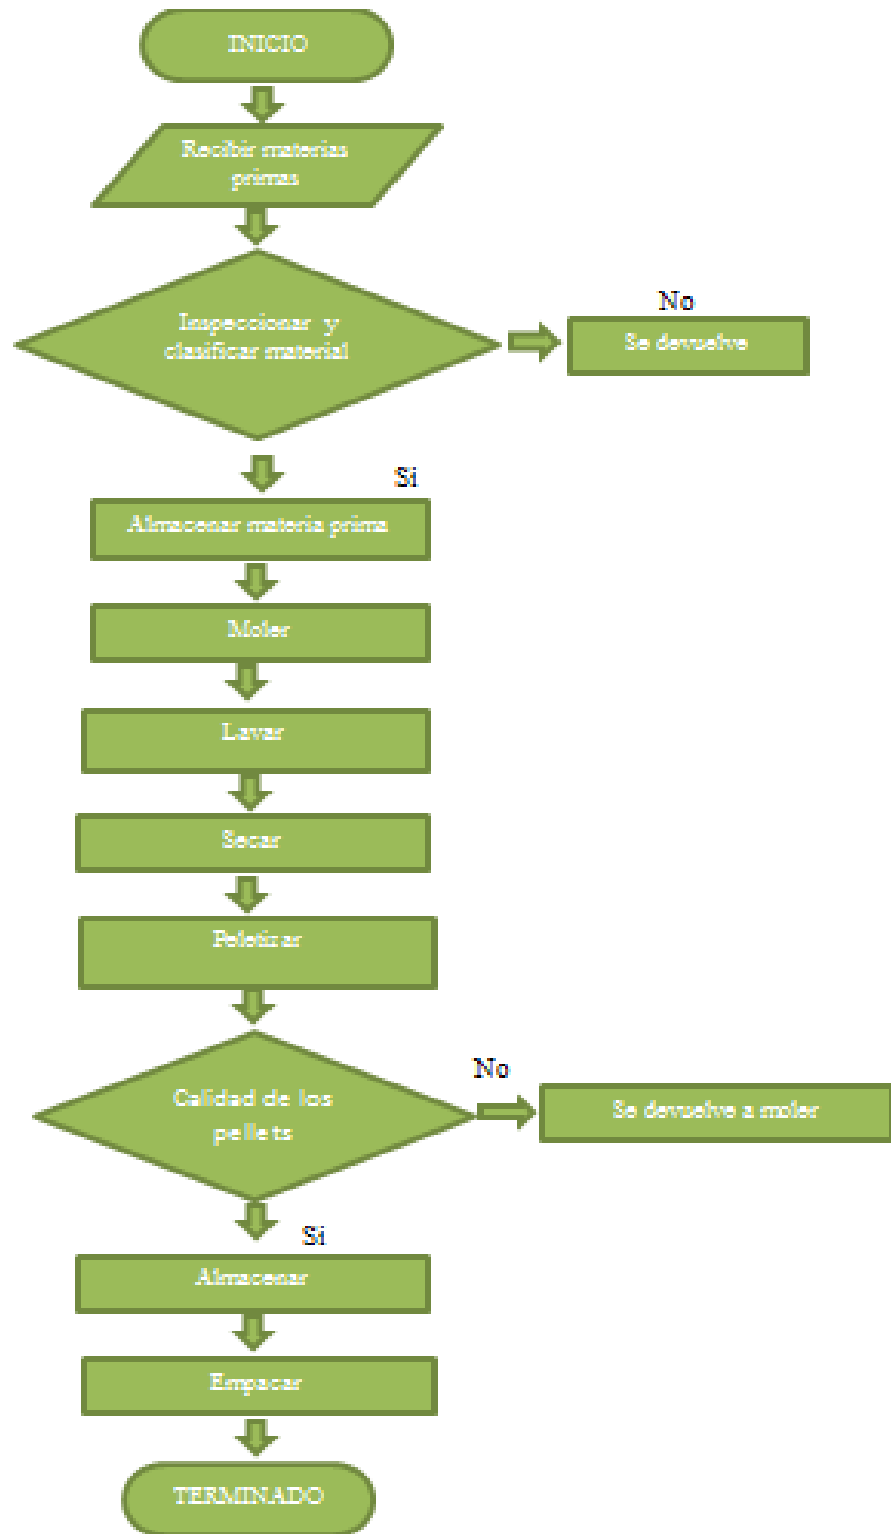 INICIO
Recibir materias
primas
Inspeccionar y
clasificar material
No
Se devuelve
Si
Almacenar materia prima
Moler
Lavar
Secar
Peletizar
Calidad de los
pellets
No
Se devuelve a moler
Si
Almacenar
Empacar
TERMINADO